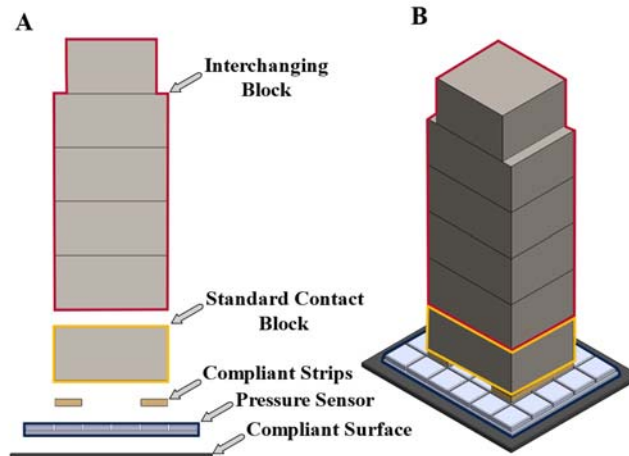 A
B
Interchanging
Block
Standard Contact
Block
Compliant Strips
Pressure Sensor
Compliant Surface